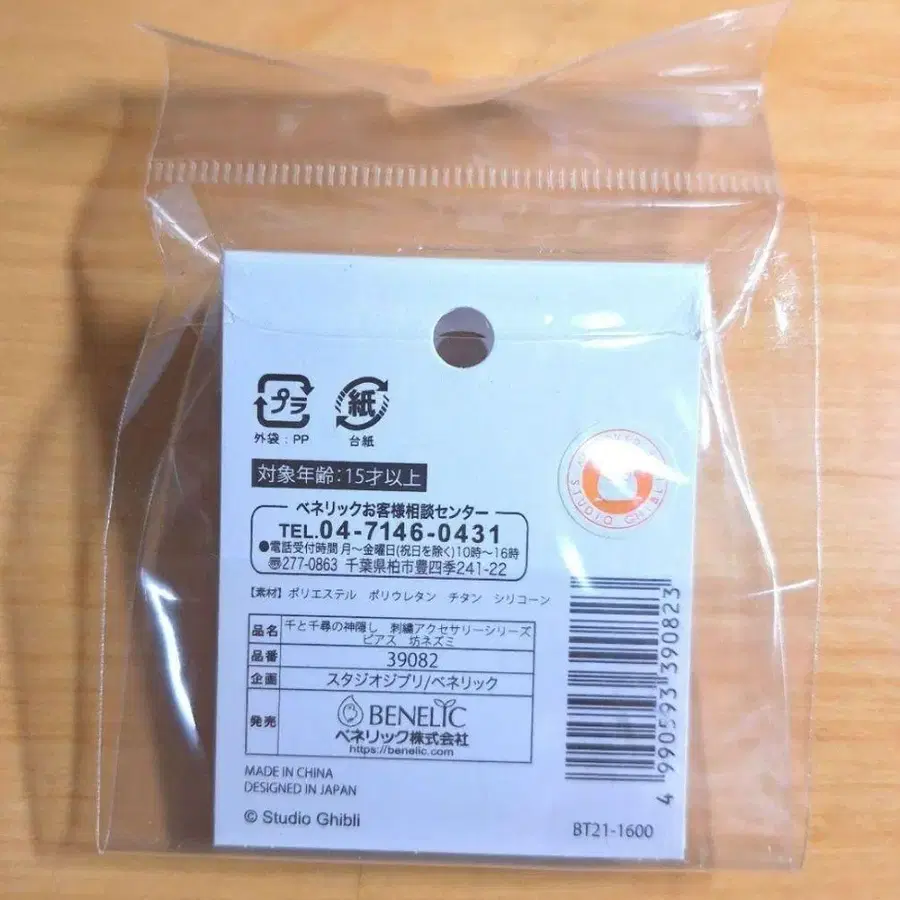 プラ
紙
外袋：PP
台紙
対象年齢：15才以上
ベネリックお客様相談センター
TEL.04-7146-0431
●電話受付時間 月～金曜日(祝日を除く)10時～16時
〠277-0863 千葉県柏市豊四季241-22
【素材】ポリエステル ポリウレタン チタン シリコーン
品名 千と千尋の神隠し 刺繍アクセサリーシリーズ
ピアス 坊ネズミ
品番 39082
企画 スタジオジブリ/ベネリック
発売 BENELIC
ベネリック株式会社
https://benelic.com
MADE IN CHINA
DESIGNED IN JAPAN
© Studio Ghibli
STUDIO GHIBLI
4 990593 390823
BT21-1600